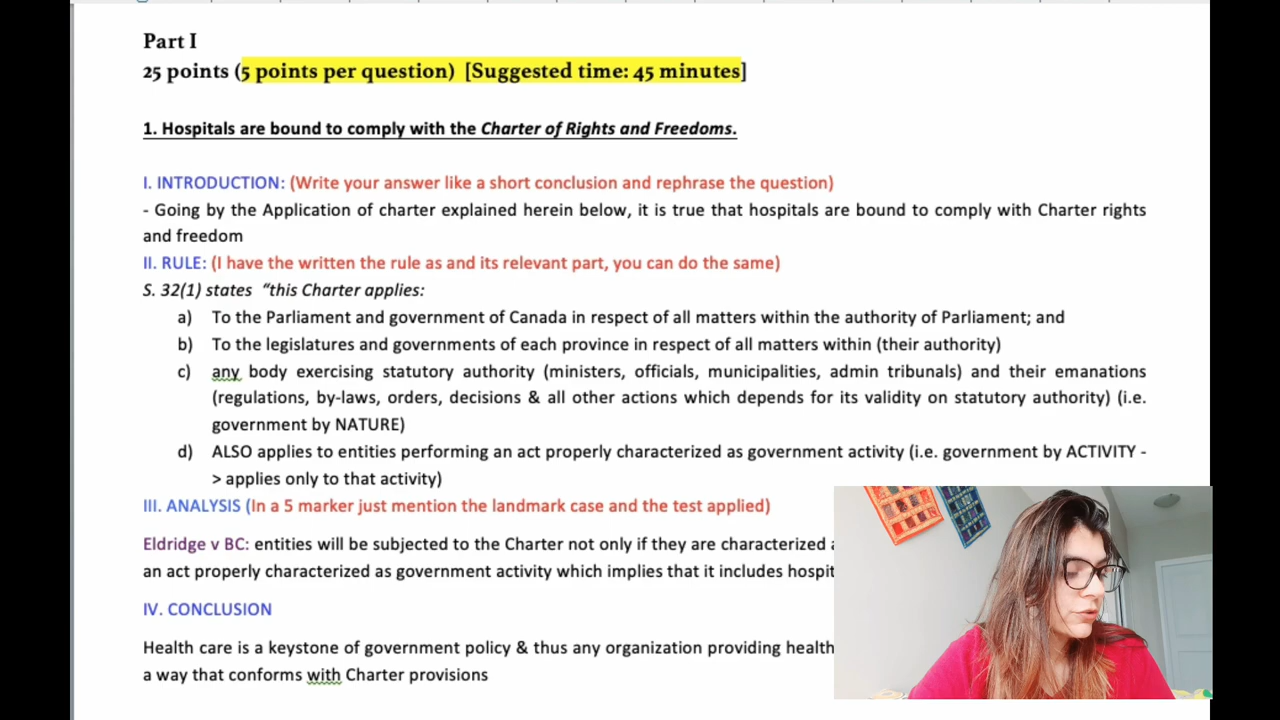 Part I
25 points (5 points per question) [Suggested time: 45 minutes]
1. Hospitals are bound to comply with the Charter of Rights and Freedoms.
I. INTRODUCTION: (Write your answer like a short conclusion and rephrase the question)
- Going by the Application of charter explained herein below, it is true that hospitals are bound to comply with Charter rights
and freedom
II. RULE: (I have the written the rule as and its relevant part, you can do the same)
S. 32(1) states “this Charter applies:
a) To the Parliament and government of Canada in respect of all matters within the authority of Parliament; and
b) To the legislatures and governments of each province in respect of all matters within (their authority)
c) any body exercising statutory authority (ministers, officials, municipalities, admin tribunals) and their emanations
(regulations, by-laws, orders, decisions & all other actions which depends for its validity on statutory authority) (i.e.
government by NATURE)
d) ALSO applies to entities performing an act properly characterized as government activity (i.e. government by ACTIVITY -
> applies only to that activity)
III. ANALYSIS (In a 5 marker just mention the landmark case and the test applied)
Eldridge v BC: entities will be subjected to the Charter not only if they are characterized
an act properly characterized as government activity which implies that it includes
IV. CONCLUSION
Health care is a keystone of government policy & thus any organization providing health
a way that conforms with Charter provisions